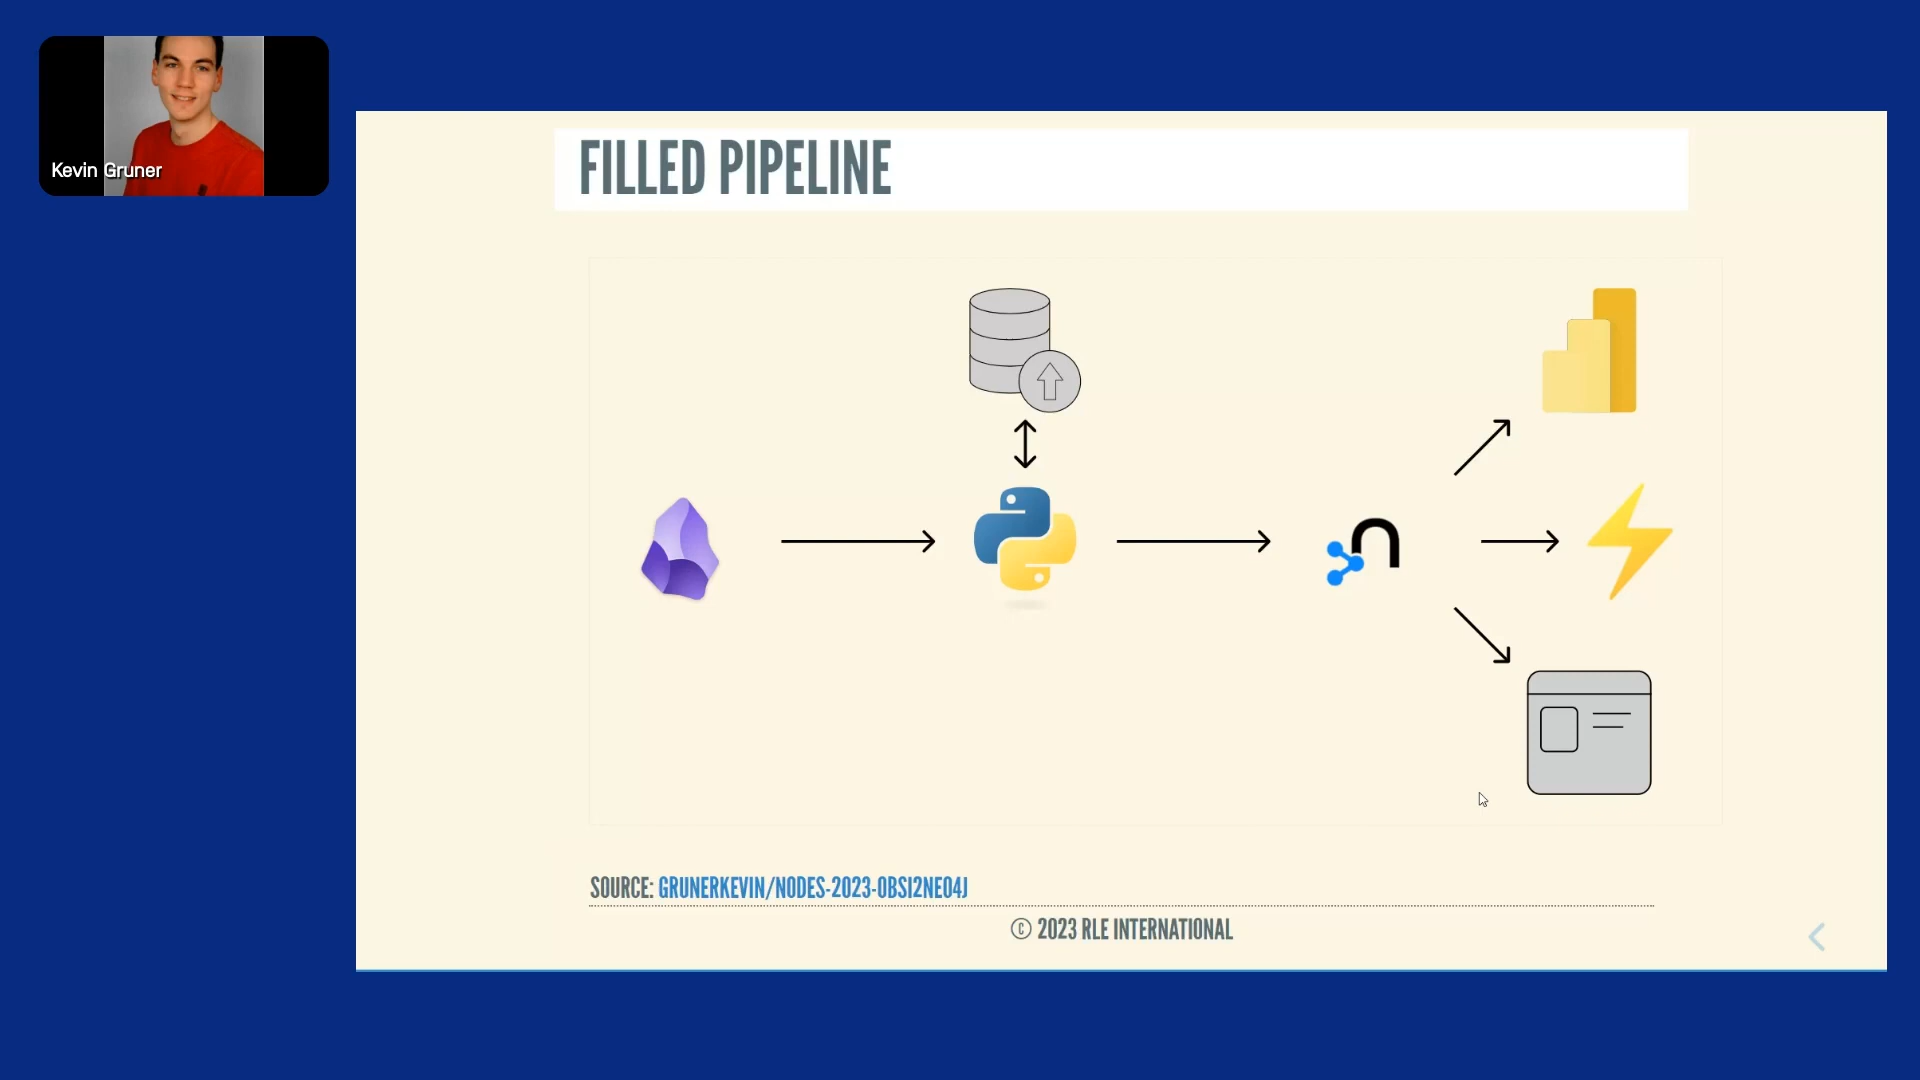 Kevin Gruner
FILLED PIPELINE
SOURCE: GRUNERKEVIN/NODES-2023-OBSI2NEO4J
© 2023 RLE INTERNATIONAL